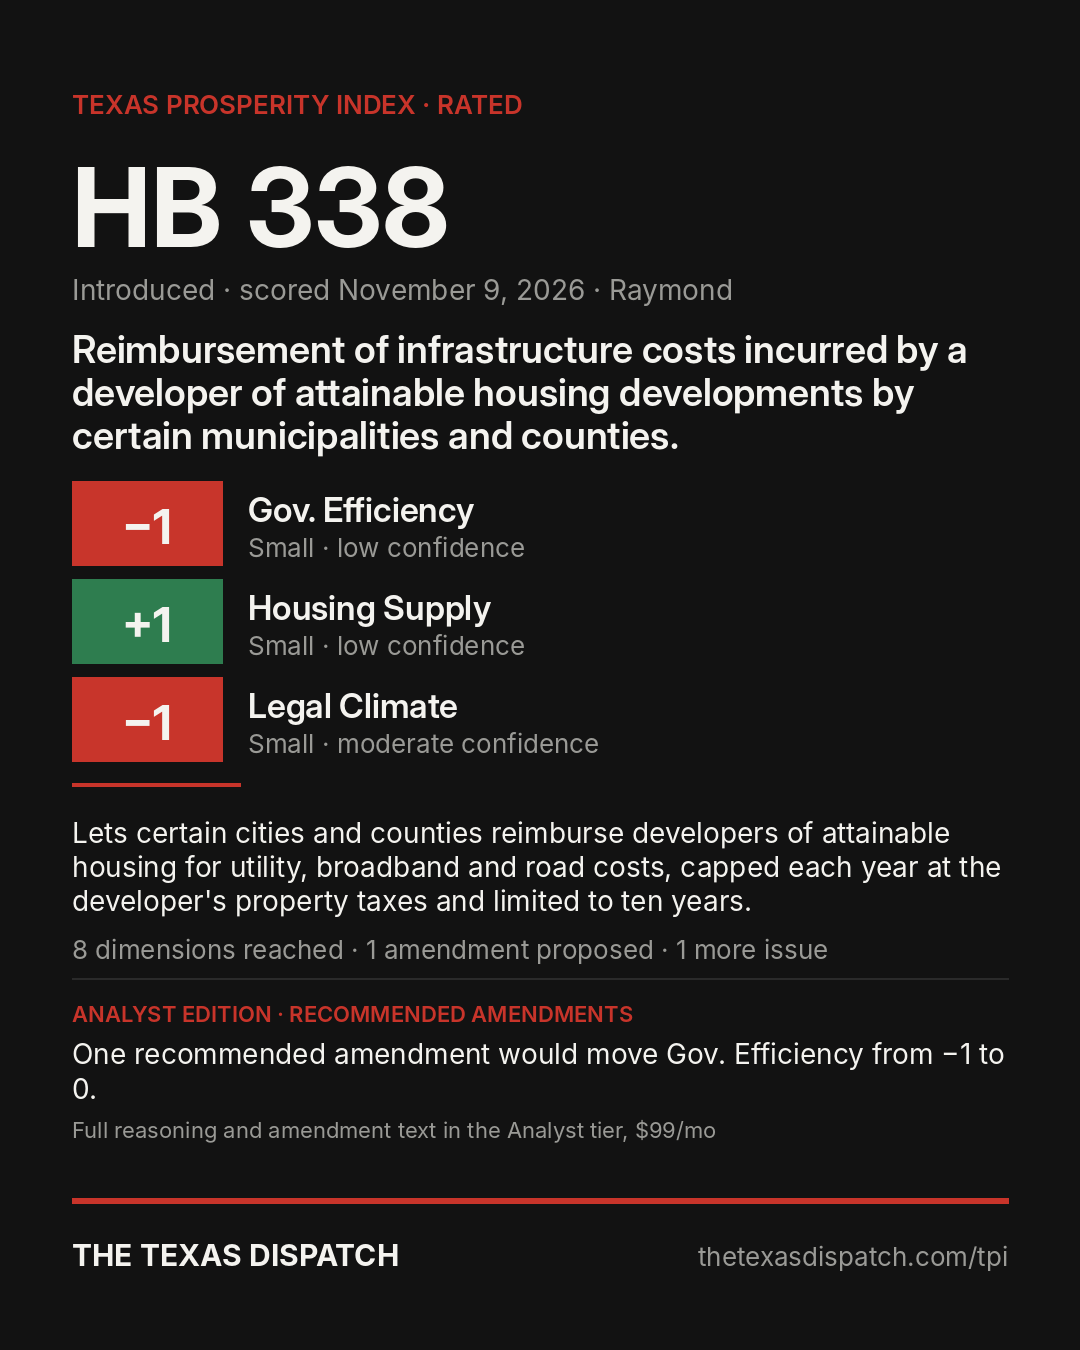 TEXAS PROSPERITY INDEX · RATED
HB 338
Introduced · scored November 9, 2026 · Raymond
Reimbursement of infrastructure costs incurred by a
developer of attainable housing developments by
certain municipalities and counties.
−1
Gov. Efficiency
Small · low confidence
+1
Housing Supply
Small · low confidence
−1
Legal Climate
Small · moderate confidence
Lets certain cities and counties reimburse developers of attainable
housing for utility, broadband and road costs, capped each year at the
developer's property taxes and limited to ten years.
8 dimensions reached · 1 amendment proposed · 1 more issue
ANALYST EDITION · RECOMMENDED AMENDMENTS
One recommended amendment would move Gov. Efficiency from −1 to
0.
Full reasoning and amendment text in the Analyst tier, $99/mo
THE TEXAS DISPATCH
thetexasdispatch.com/tpi